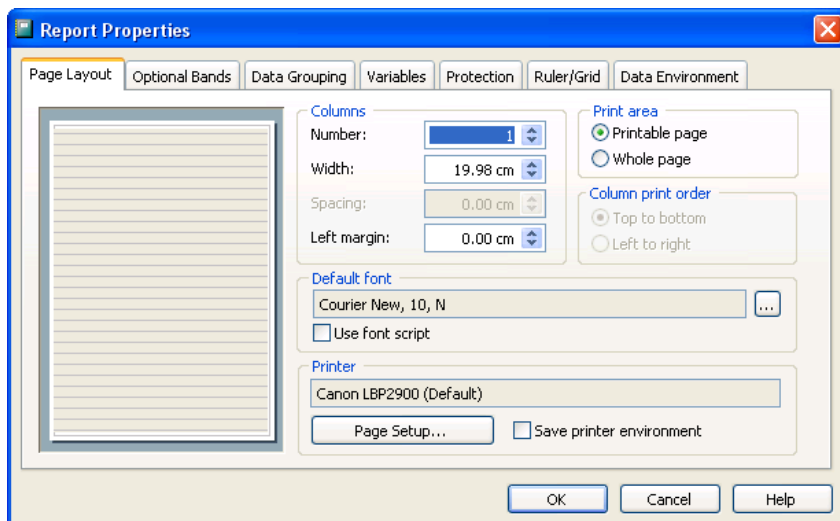 Report Properties
Page Layout Optional Bands Data Grouping Variables Protection Ruler/Grid Data Environment
Columns
Number: 1
Width: 19.98 cm
Spacing: 0.00 cm
Left margin: 0.00 cm
Print area
Printable page
Whole page
Column print order
Top to bottom
Left to right
Default font
Courier New, 10, N
...
Use font script
Printer
Canon LBP2900 (Default)
Page Setup... Save printer environment
OK Cancel Help